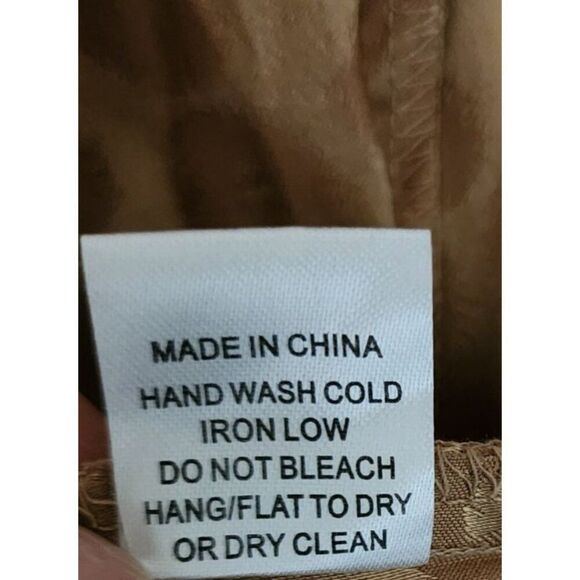 MADE IN CHINA
HAND WASH COLD
IRON LOW
DO NOT BLEACH
HANG/FLAT TO DRY
OR DRY CLEAN